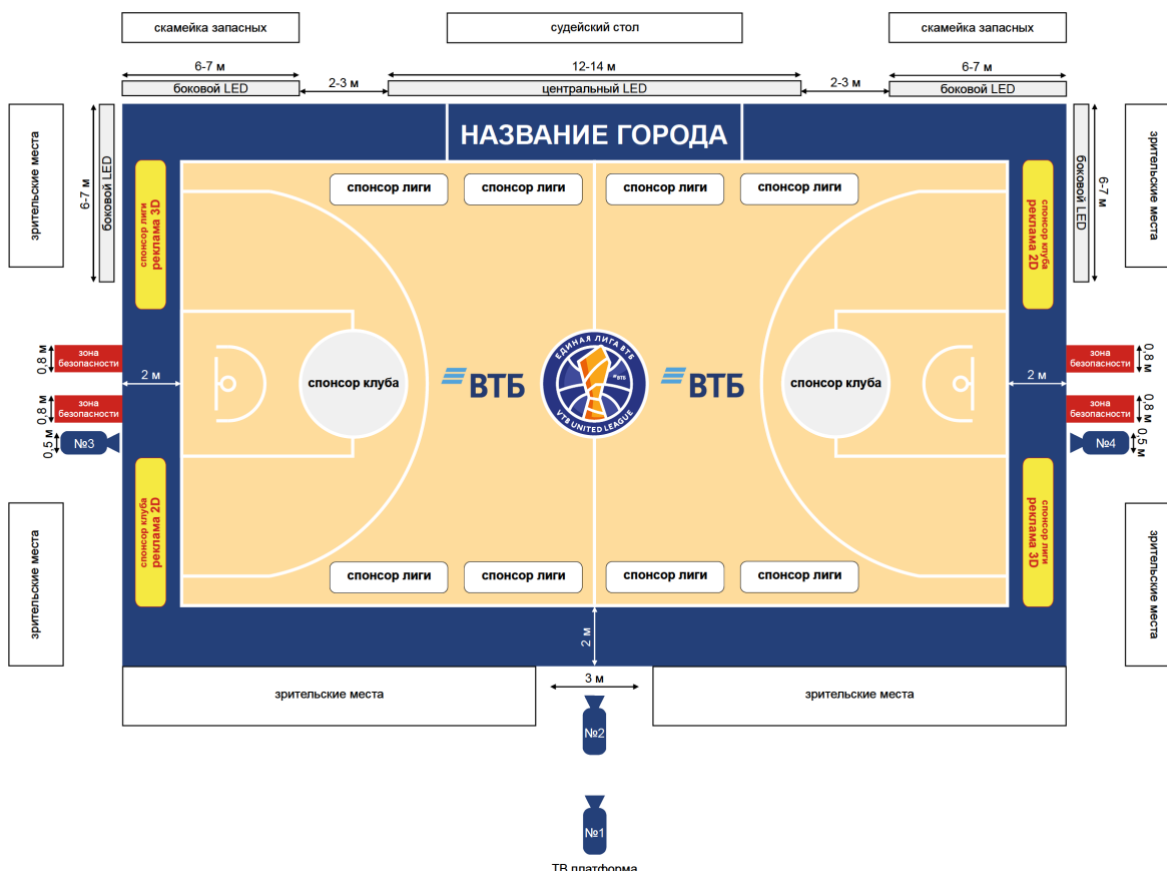 скамейка запасных
судейский стол
скамейка запасных
6-7 м
12-14 м
6-7 м
боковой LED
2-3 м
центральный LED
2-3 м
боковой LED
НАЗВАНИЕ ГОРОДА
зрительские места
6-7 м
боковой LED
спонсор лиги
реклама 3D
спонсор лиги
спонсор лиги
спонсор лиги
спонсор лиги
спонсор клуба
реклама 2D
боковой LED
6-7 м
зрительские места
0,8 м
зона
безопасности
2 м
0,8 м
зона
безопасности
0,5 м
№3
спонсор клуба
ВТБ
ЕДИНАЯ ЛИГА ВТБ
ВТБ
VTB UNITED LEAGUE
ВТБ
спонсор клуба
2 м
зона
безопасности
0,8 м
зона
безопасности
0,8 м
№4
0,5 м
зрительские места
спонсор клуба
реклама 2D
спонсор лиги
спонсор лиги
спонсор лиги
спонсор лиги
спонсор лиги
реклама 3D
зрительские места
2 м
зрительские места
3 м
зрительские места
№2
№1
ТВ платформа